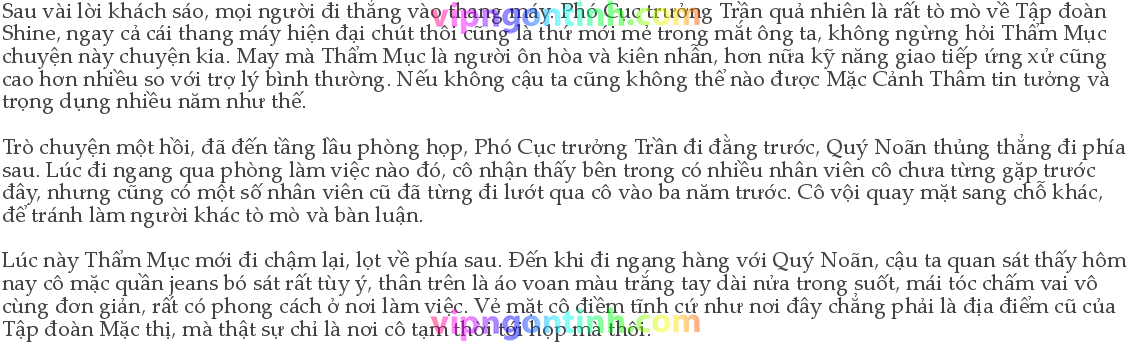 Sau vài lời khách sáo, mọi người đi thẳng vào thang máy. Phó Cục trưởng Trần quả nhiên là rất tò mò về Tập đoàn
Shine, ngay cả cái thang máy hiện đại chút thôi cũng là thứ mới mẻ trong mắt ông ta, không ngừng hỏi Thẩm Mục
chuyện này chuyện kia. May mà Thẩm Mục là người ôn hòa và kiên nhẫn, hơn nữa kỹ năng giao tiếp ứng xử cũng
cao hơn nhiều so với trợ lý bình thường. Nếu không cậu ta cũng không thể nào được Mặc Cảnh Thâm tin tưởng và
trọng dụng nhiều năm như thế.
Trò chuyện một hồi, đã đến tầng lầu phòng họp, Phó Cục trưởng Trần đi đằng trước, Quý Noãn thủng thẳng đi phía
sau. Lúc đi ngang qua phòng làm việc nào đó, cô nhận thấy bên trong có nhiều nhân viên cô chưa từng gặp trước
đây, nhưng cũng có một số nhân viên cũ đã từng đi lướt qua cô vào ba năm trước. Cô vội quay mặt sang chỗ khác,
để tránh làm người khác tò mò và bàn luận.
Lúc này Thẩm Mục mới đi chậm lại, lọt về phía sau. Đến khi đi ngang hàng với Quý Noãn, cậu ta quan sát thấy hôm
nay cô mặc quần jeans bó sát rất tùy ý, thân trên là áo voan màu trắng tay dài nửa trong suốt, mái tóc chấm vai vô
cùng đơn giản, rất có phong cách ở nơi làm việc. Vẻ mặt cô điềm tĩnh cứ như nơi đây chẳng phải là địa điểm cũ của
Tập đoàn Mặc thị, mà thật sự chỉ là nơi cô tạm thời tới họp mà thôi.
vipngontinh.com
vipngontinh.com